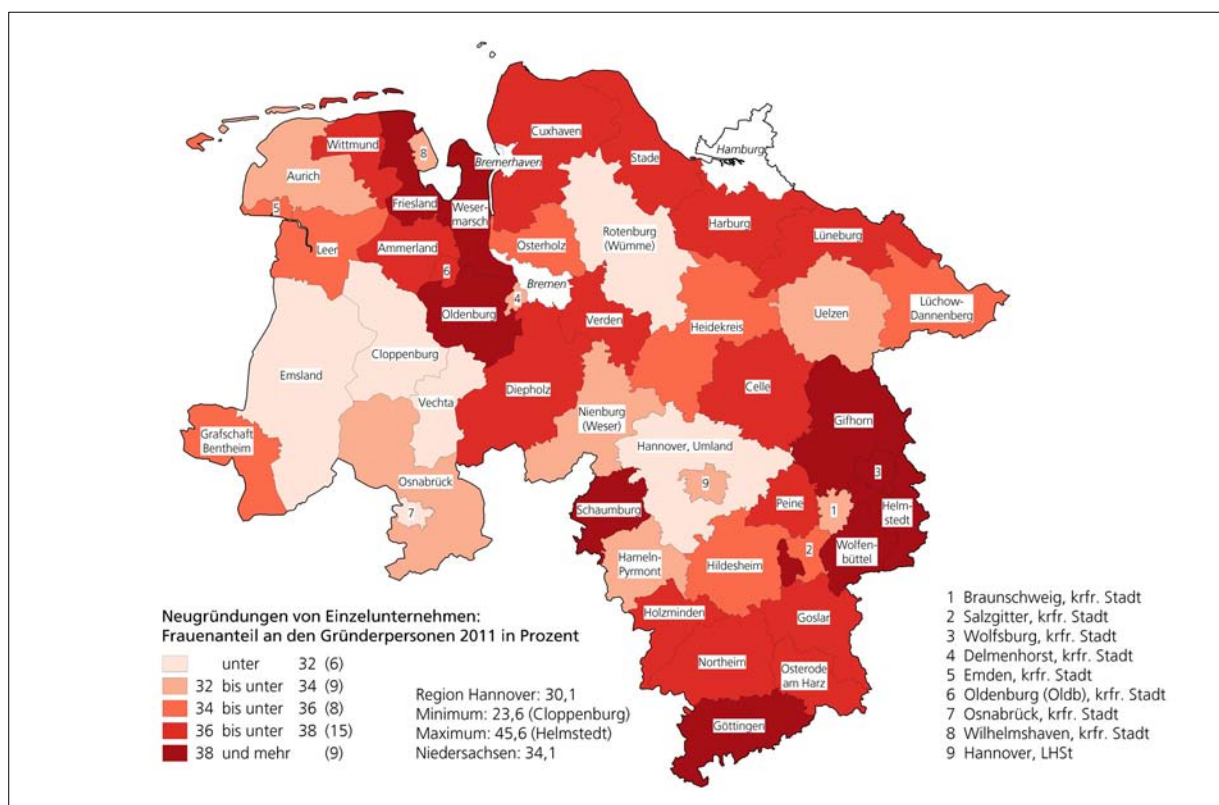 Hamburg
Cuxhaven
Wittmund
8
Bremerhaven
Stade
Aurich
Friesland
Weser-
marsch
5
Harburg
Rotenburg
(Wümme)
Lüneburg
Leer
Ammerland
Osterholz
6
Bremen
4
Lüchow-
Dannenberg
Oldenburg
Uelzen
Verden
Heidekreis
Cloppenburg
Emsland
Celle
Diepholz
Vechta
Gifhorn
Nienburg
(Weser)
Grafschaft
Bentheim
Hannover, Umland
3
Osnabrück
9
Peine
Helm-
stedt
7
Schaumburg
1
2
Wolfen-
büttel
Hameln-
Pyrmont
Hildesheim
Holzminden
Goslar
Northeim
Osterode
am Harz
Göttingen
Neugründungen von Einzelunternehmen:
Frauenanteil an den Gründerpersonen 2011 in Prozent
unter 32 (6)
32 bis unter 34 (9)
34 bis unter 36 (8)
36 bis unter 38 (15)
38 und mehr (9)
Region Hannover: 30,1
Minimum: 23,6 (Cloppenburg)
Maximum: 45,6 (Helmstedt)
Niedersachsen: 34,1
1 Braunschweig, krfr. Stadt
2 Salzgitter, krfr. Stadt
3 Wolfsburg, krfr. Stadt
4 Delmenhorst, krfr. Stadt
5 Emden, krfr. Stadt
6 Oldenburg (Oldb), krfr. Stadt
7 Osnabrück, krfr. Stadt
8 Wilhelmshaven, krfr. Stadt
9 Hannover, LHSt